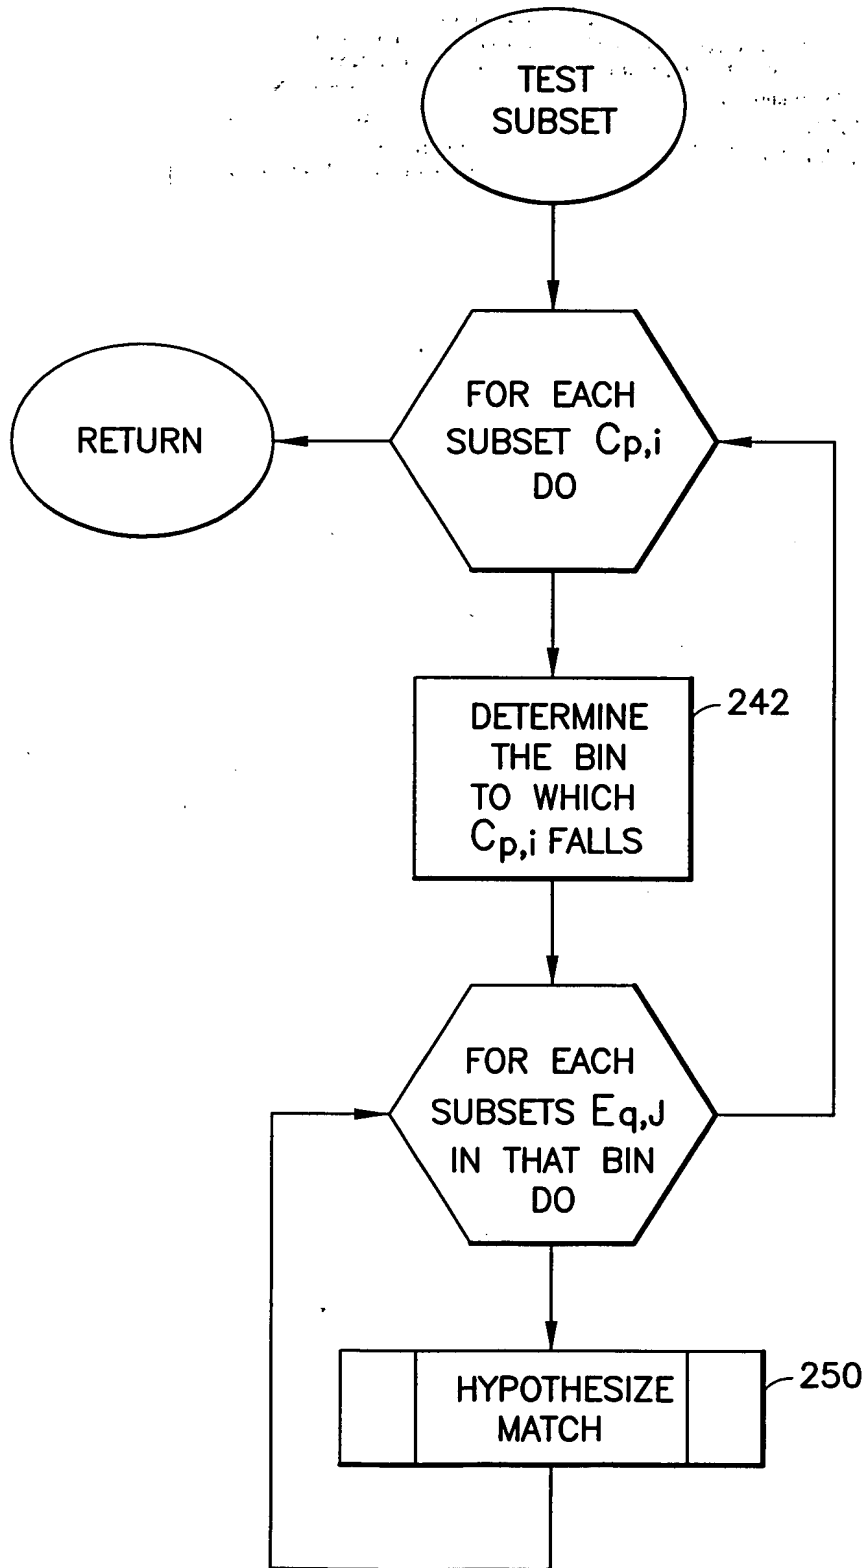 TEST
SUBSET
FOR EACH
SUBSET Cp,i
DO
RETURN
DETERMINE
THE BIN
TO WHICH
Cp,i FALLS
242
FOR EACH
SUBSETS Eq,J
IN THAT BIN
DO
HYPOTHESIZE
MATCH
250